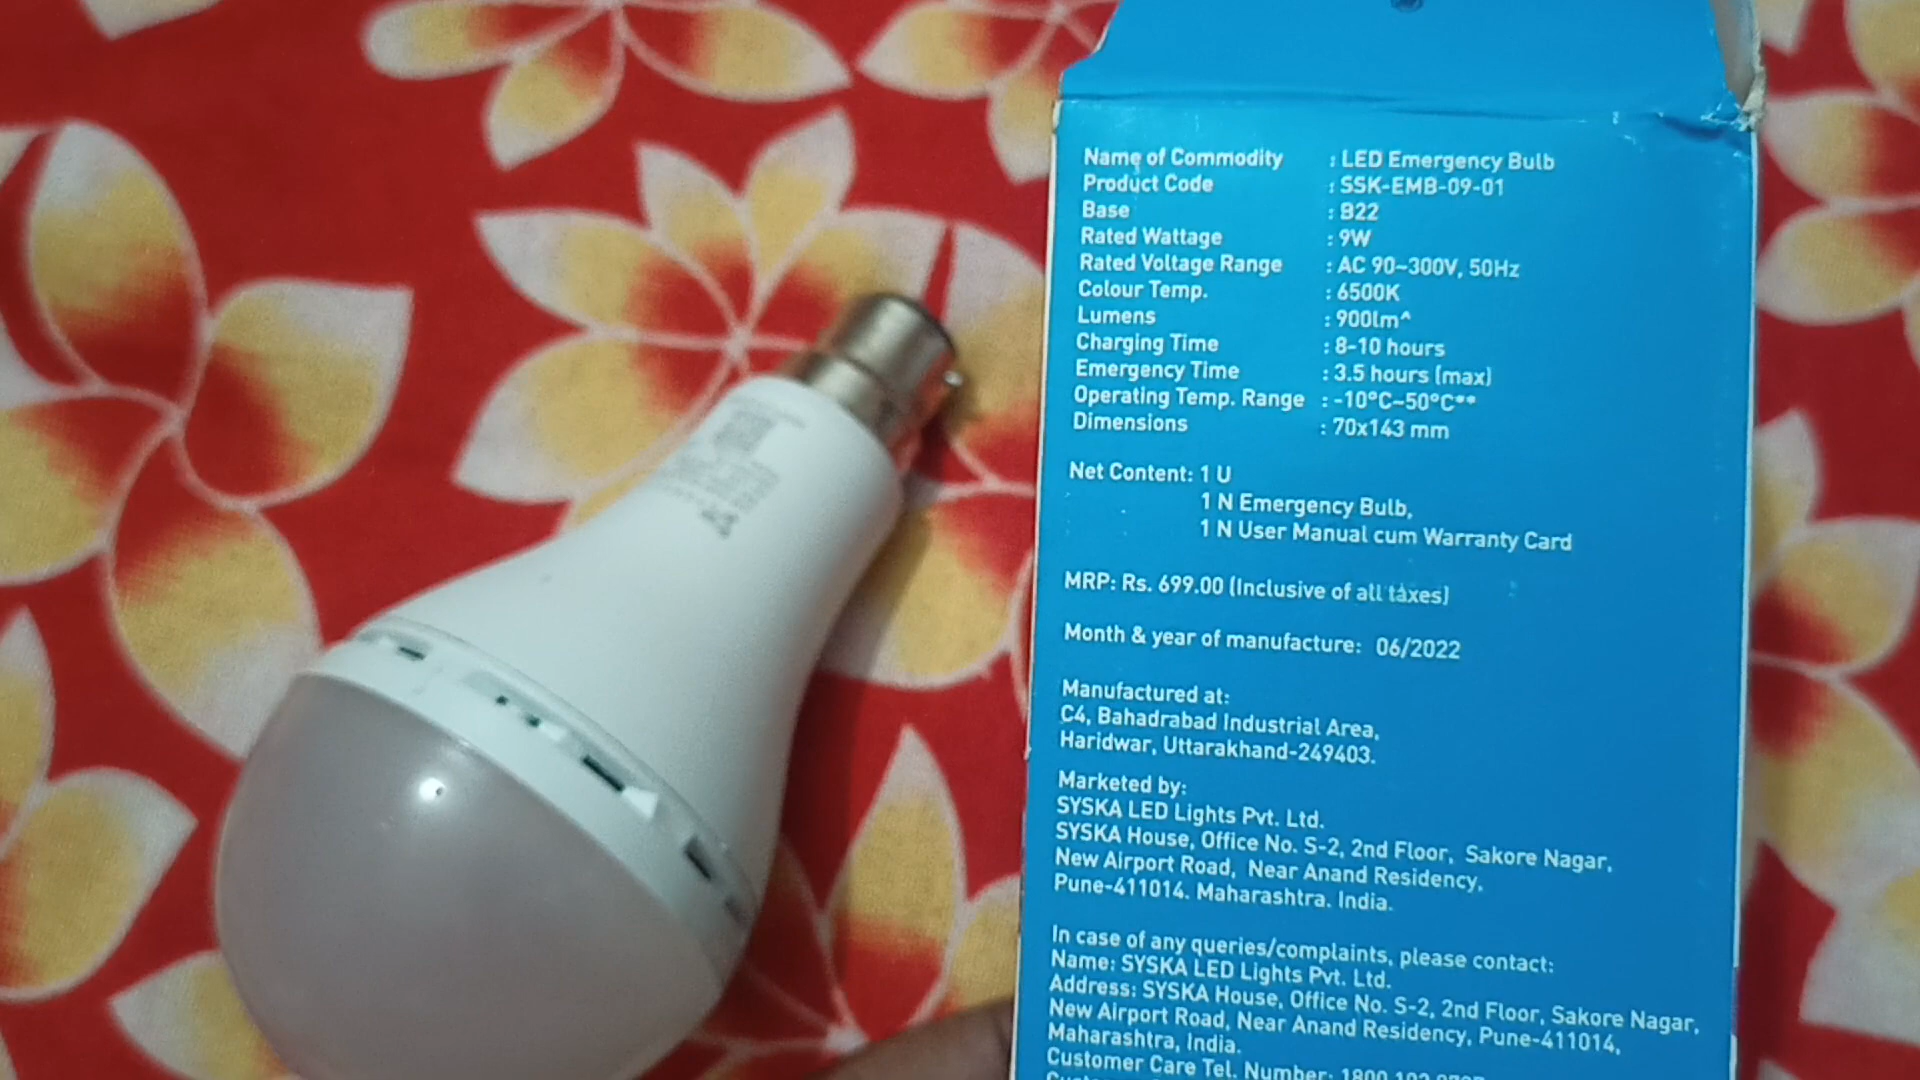 Name of Commodity : LED Emergency Bulb
Product Code : SSK-EMB-09-01
Base : B22
Rated Wattage : 9W
Rated Voltage Range : AC 90~300V, 50Hz
Colour Temp. : 6500K
Lumens : 900lm^
Charging Time : 8-10 hours
Emergency Time : 3.5 hours (max)
Operating Temp. Range : -10°C~50°C**
Dimensions : 70x143 mm
Net Content: 1 U
1 N Emergency Bulb,
1 N User Manual cum Warranty Card
MRP: Rs. 699.00 (Inclusive of all taxes)
Month & year of manufacture: 06/2022
Manufactured at:
C4, Bahadrabad Industrial Area,
Haridwar, Uttarakhand-249403.
Marketed by:
SYSKA LED Lights Pvt. Ltd.
SYSKA House, Office No. S-2, 2nd Floor, Sakore Nagar,
New Airport Road, Near Anand Residency,
Pune-411014. Maharashtra. India.
In case of any queries/complaints, please contact:
Name: SYSKA LED Lights Pvt. Ltd.
Address: SYSKA House, Office No. S-2, 2nd Floor, Sakore Nagar,
New Airport Road, Near Anand Residency, Pune-411014,
Maharashtra, India.
Customer Care Tel. Number: 1800